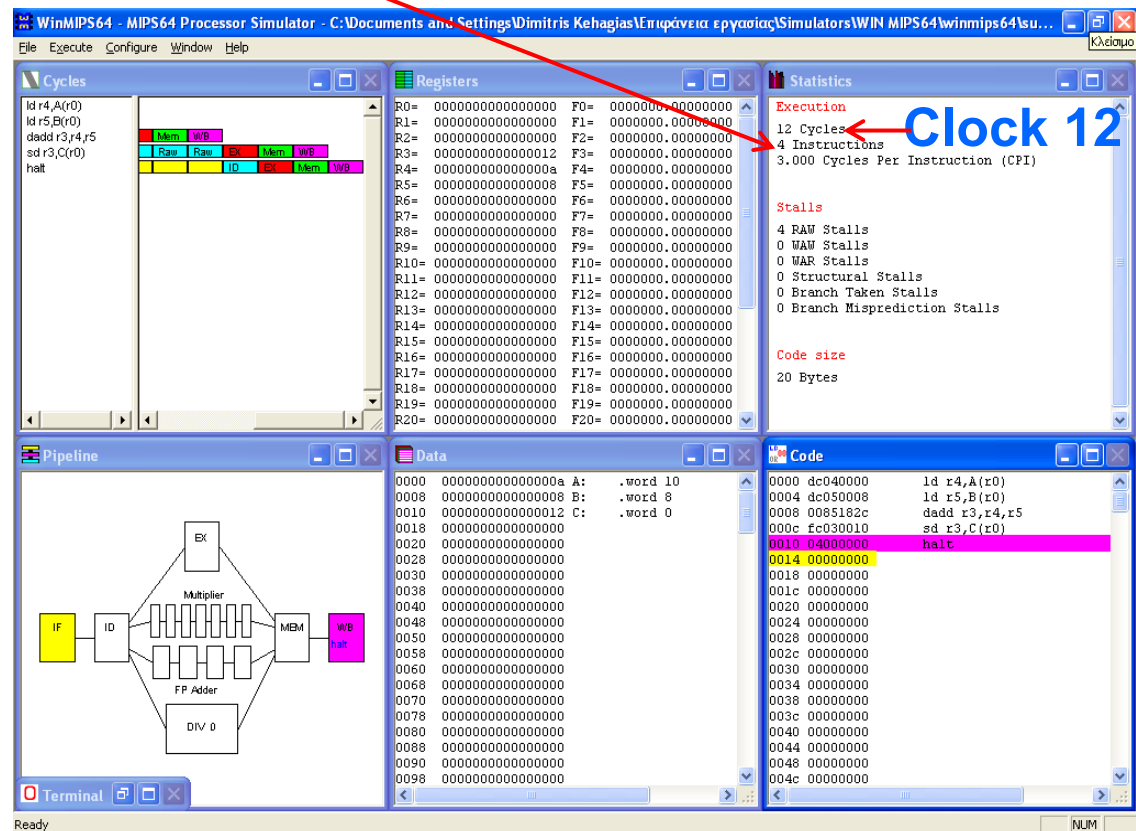 WinMIPS64 - MIPS64 Processor Simulator - C:\Documents and Settings\Dimitris Kehagias\Επιφάνεια εργασίας\Simulators\WIN MIPS64\winmips64\su...
File Execute Configure Window Help
Κλείσιμο
Cycles
ld r4,A(r0)
ld r5,B(r0)
dadd r3,r4,r5
sd r3,C(r0)
halt
Mem WB
Raw Raw EX Mem WB
ID EX Mem WB
Registers
R0= 0000000000000000 F0= 0000000.00000000
R1= 0000000000000000 F1= 0000000.00000000
R2= 0000000000000000 F2= 0000000.00000000
R3= 0000000000000012 F3= 0000000.00000000
R4= 000000000000000a F4= 0000000.00000000
R5= 0000000000000008 F5= 0000000.00000000
R6= 0000000000000000 F6= 0000000.00000000
R7= 0000000000000000 F7= 0000000.00000000
R8= 0000000000000000 F8= 0000000.00000000
R9= 0000000000000000 F9= 0000000.00000000
R10= 0000000000000000 F10= 0000000.00000000
R11= 0000000000000000 F11= 0000000.00000000
R12= 0000000000000000 F12= 0000000.00000000
R13= 0000000000000000 F13= 0000000.00000000
R14= 0000000000000000 F14= 0000000.00000000
R15= 0000000000000000 F15= 0000000.00000000
R16= 0000000000000000 F16= 0000000.00000000
R17= 0000000000000000 F17= 0000000.00000000
R18= 0000000000000000 F18= 0000000.00000000
R19= 0000000000000000 F19= 0000000.00000000
R20= 0000000000000000 F20= 0000000.00000000
Statistics
Execution
12 Cycles
Clock 12
4 Instructions
3.000 Cycles Per Instruction (CPI)
Stalls
4 RAW Stalls
0 WAW Stalls
0 WAR Stalls
0 Structural Stalls
0 Branch Taken Stalls
0 Branch Misprediction Stalls
Code size
20 Bytes
Pipeline
EX
Multiplier
IF
ID
MEM
WB
halt
FP Adder
DIV 0
Data
0000 000000000000000a A: .word 10
0008 0000000000000008 B: .word 8
0010 0000000000000012 C: .word 0
0018 0000000000000000
0020 0000000000000000
0028 0000000000000000
0030 0000000000000000
0038 0000000000000000
0040 0000000000000000
0048 0000000000000000
0050 0000000000000000
0058 0000000000000000
0060 0000000000000000
0068 0000000000000000
0070 0000000000000000
0078 0000000000000000
0080 0000000000000000
0088 0000000000000000
0090 0000000000000000
0098 0000000000000000
Code
0000 dc040000 ld r4,A(r0)
0004 dc050008 ld r5,B(r0)
0008 0085182c dadd r3,r4,r5
000c fc030010 sd r3,C(r0)
0010 04000000 halt
0014 00000000
0018 00000000
001c 00000000
0020 00000000
0024 00000000
0028 00000000
002c 00000000
0030 00000000
0034 00000000
0038 00000000
003c 00000000
0040 00000000
0044 00000000
0048 00000000
004c 00000000
Terminal
Ready
NUM